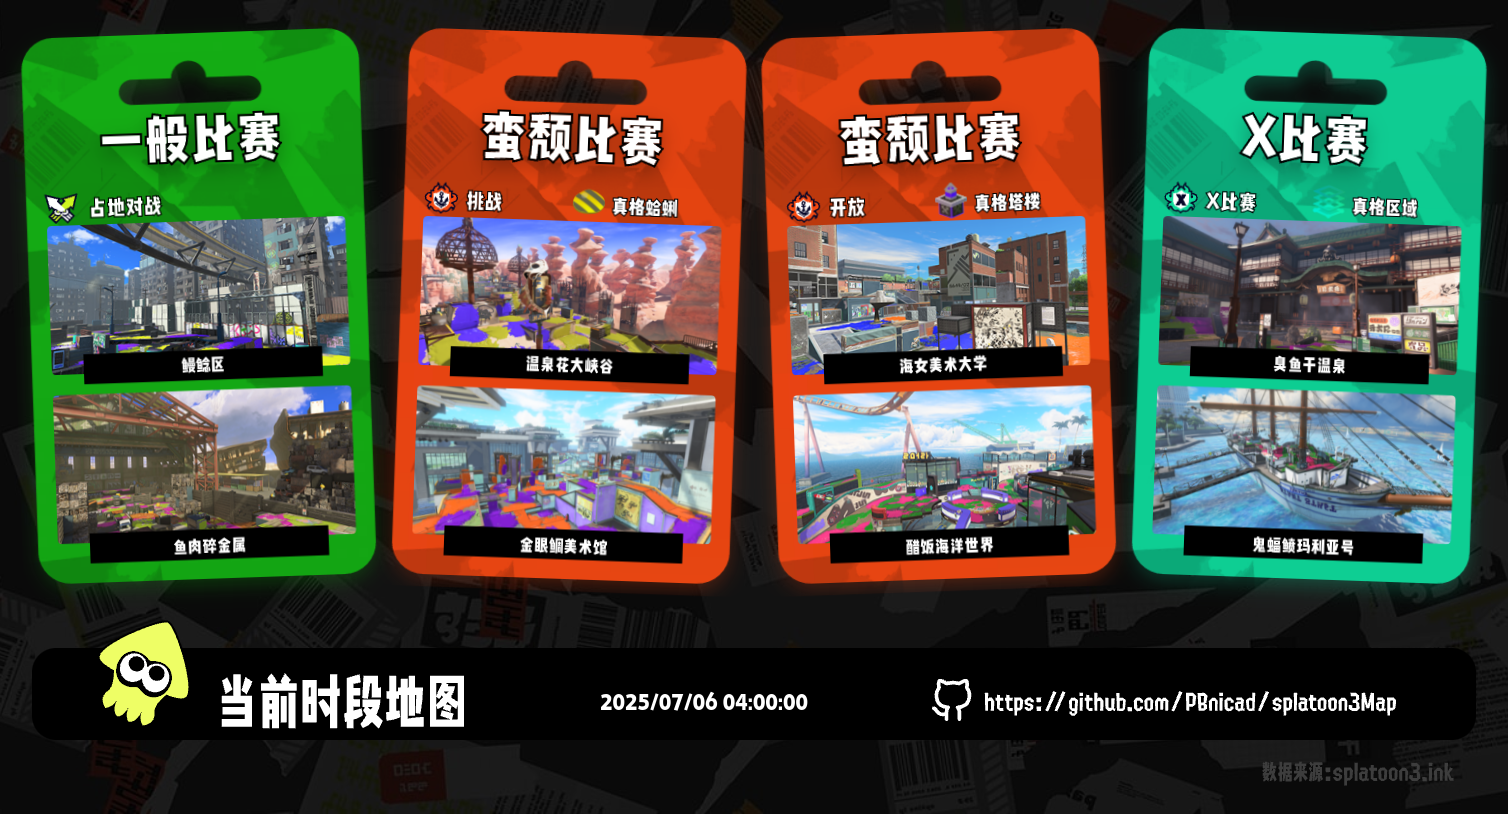 一般比赛
占地对战
鳗鲶区
鱼肉碎金属
蛮颓比赛
挑战
真格蛤蜊
温泉花大峡谷
金眼鲷美术馆
蛮颓比赛
开放
真格塔楼
海女美术大学
醋饭海洋世界
X比赛
X比赛
真格区域
臭鱼干温泉
鬼蝠鲼玛利亚号
当前时段地图
2025/07/06 04:00:00
https://github.com/PBnicad/splatoon3Map
数据来源:splatoon3.ink